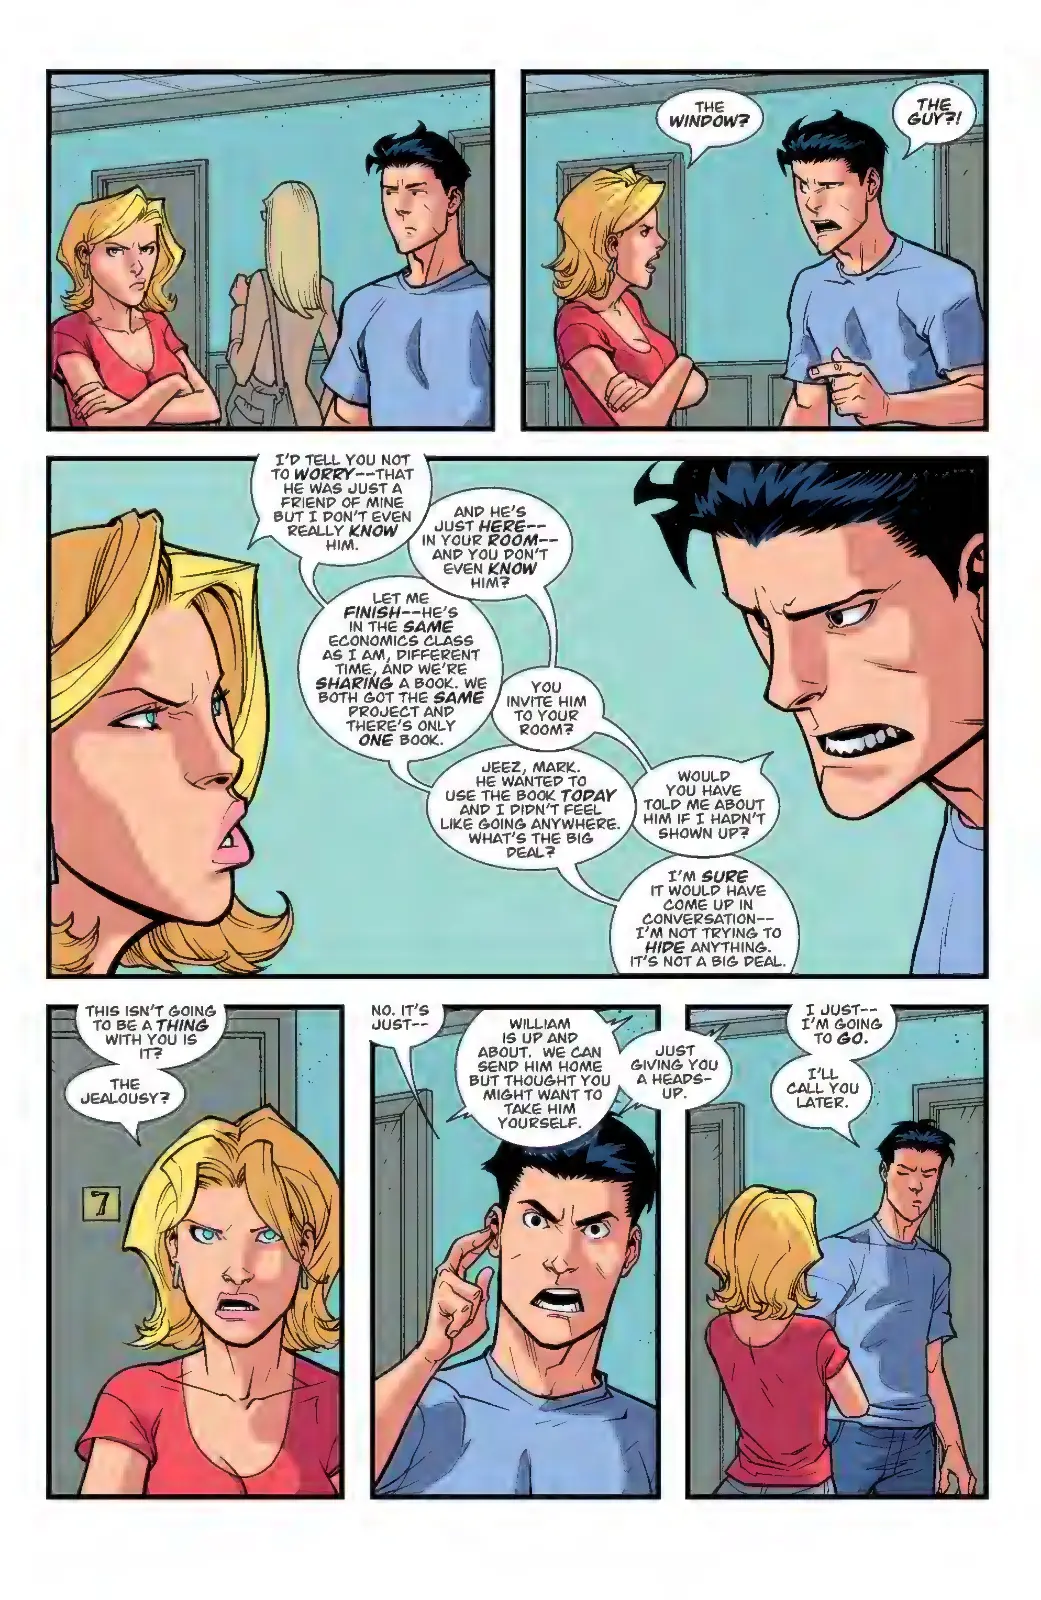 THE
WINDOW?
THE
GUY?!
I'D TELL YOU NOT
TO WORRY--THAT
HE WAS JUST A
FRIEND OF MINE
BUT I DON'T EVEN
REALLY KNOW
HIM.
AND HE'S
JUST HERE--
IN YOUR ROOM--
AND YOU DON'T
EVEN KNOW
HIM?
LET ME
FINISH--HE'S
IN THE SAME
ECONOMICS CLASS
AS I AM, DIFFERENT
TIME, AND WE'RE
SHARING A BOOK. WE
BOTH GOT THE SAME
PROJECT AND
THERE'S ONLY
ONE BOOK.
YOU
INVITE HIM
TO YOUR
ROOM?
JEEZ, MARK.
HE WANTED TO
USE THE BOOK TODAY
AND I DIDN'T FEEL
LIKE GOING ANYWHERE.
WHAT'S THE BIG
DEAL?
WOULD
YOU HAVE
TOLD ME ABOUT
HIM IF I HADN'T
SHOWN UP?
I'M SURE
IT WOULD HAVE
COME UP IN
CONVERSATION--
I'M NOT TRYING TO
HIDE ANYTHING.
IT'S NOT A BIG DEAL.
THIS ISN'T GOING
TO BE A THING
WITH YOU IS
IT?
THE
JEALOUSY?
7
NO. IT'S
JUST--
WILLIAM
IS UP AND
ABOUT. WE CAN
SEND HIM HOME
BUT THOUGHT YOU
MIGHT WANT TO
TAKE HIM
YOURSELF.
JUST
GIVING YOU
A HEADS-
UP.
I JUST--
I'M GOING
TO GO.
I'LL
CALL YOU
LATER.